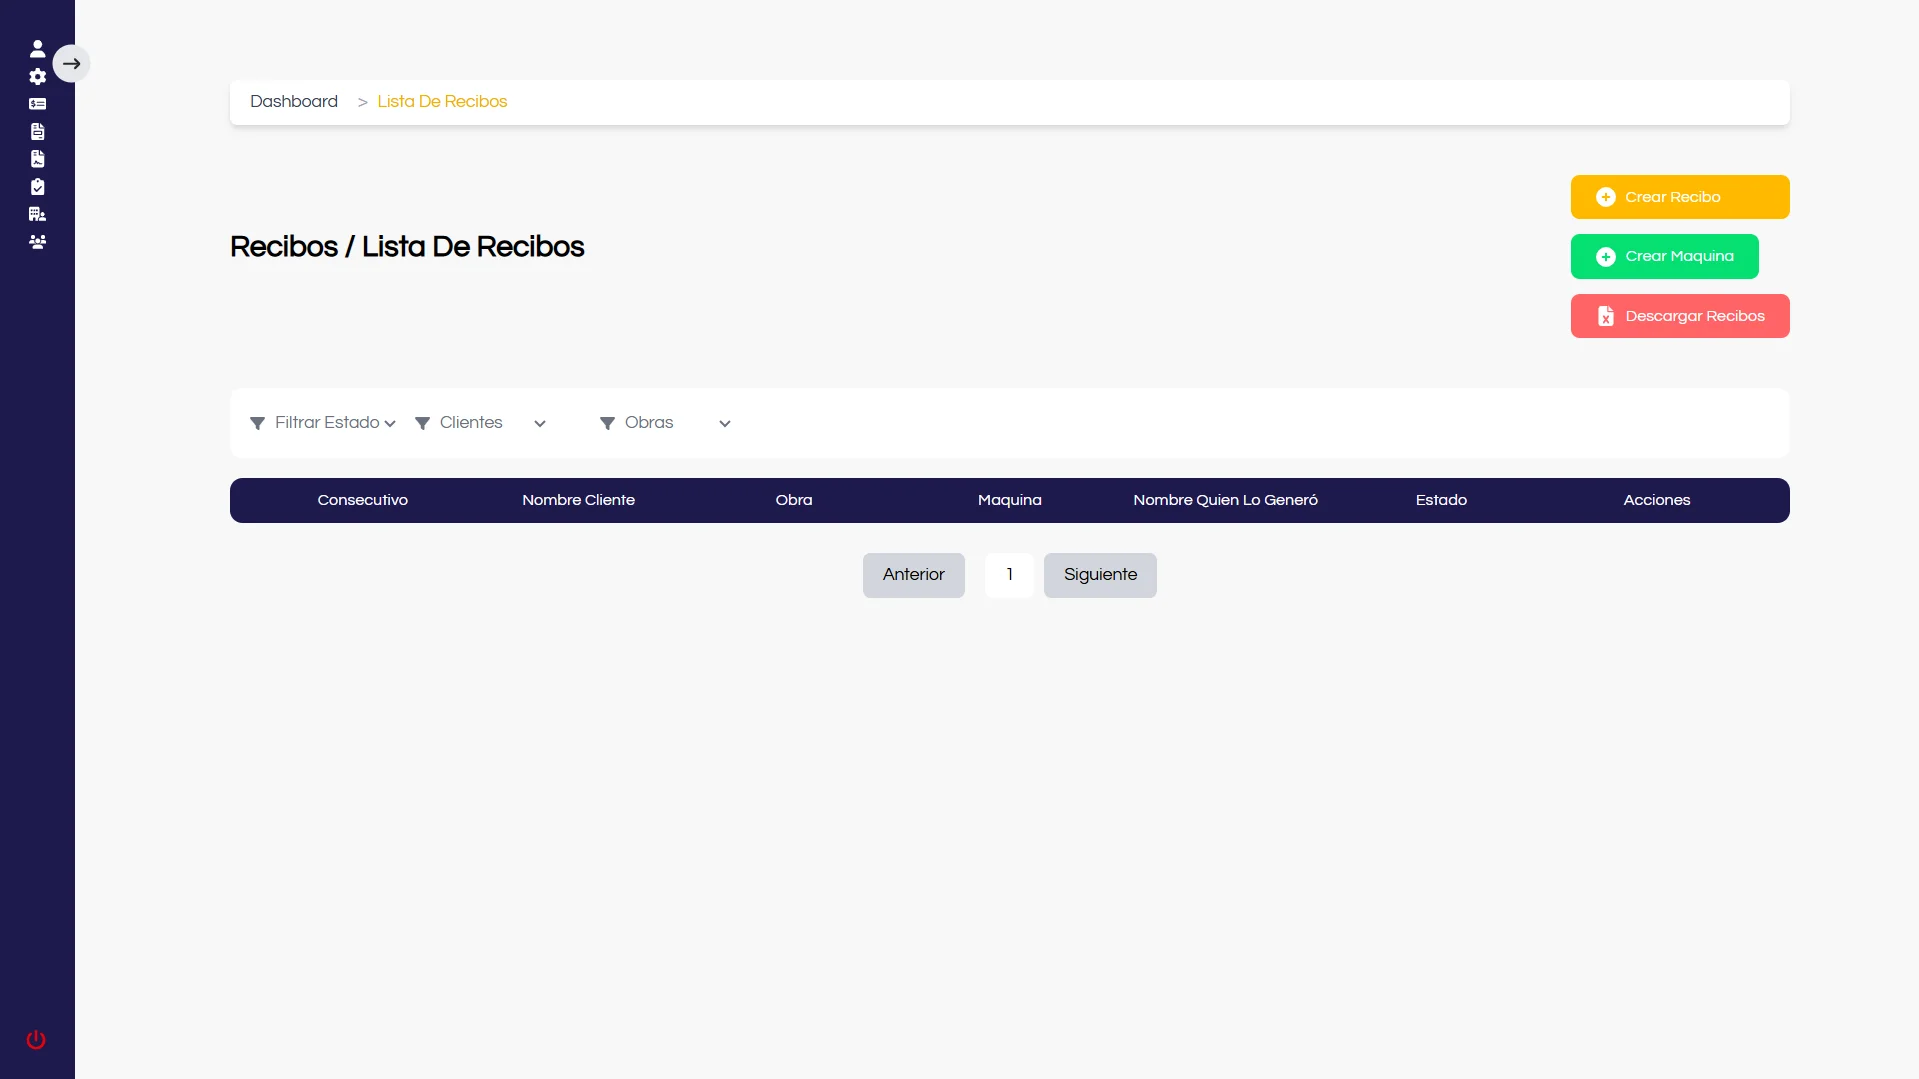 Dashboard > Lista De Recibos
Crear Recibo
Recibos / Lista De Recibos
Crear Maquina
Descargar Recibos
Filtrar Estado Clientes Obras
Consecutivo Nombre Cliente Obra Maquina Nombre Quien Lo Generó Estado Acciones
Anterior 1 Siguiente